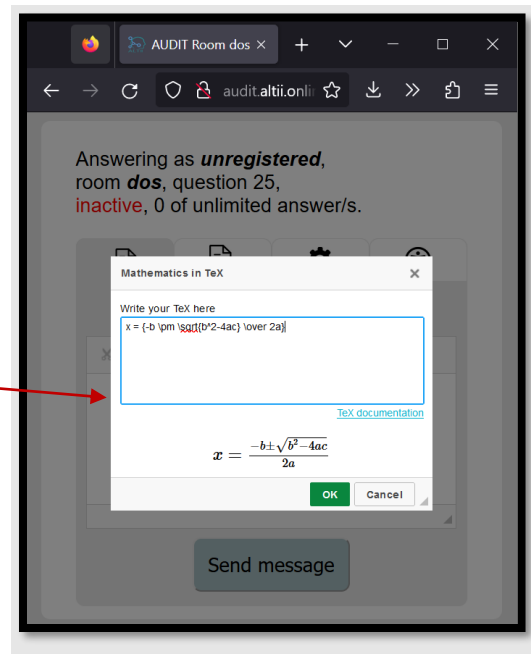 AUDIT Room dos
audit.altii.onli
Answering as unregistered,
room dos, question 25,
inactive, 0 of unlimited answer/s.
Mathematics in TeX
Write your TeX here
x = {-b \pm \sqrt{b^2-4ac} \over 2a}
TeX documentation
x = −b±√b²−4ac / 2a
OK Cancel
Send message